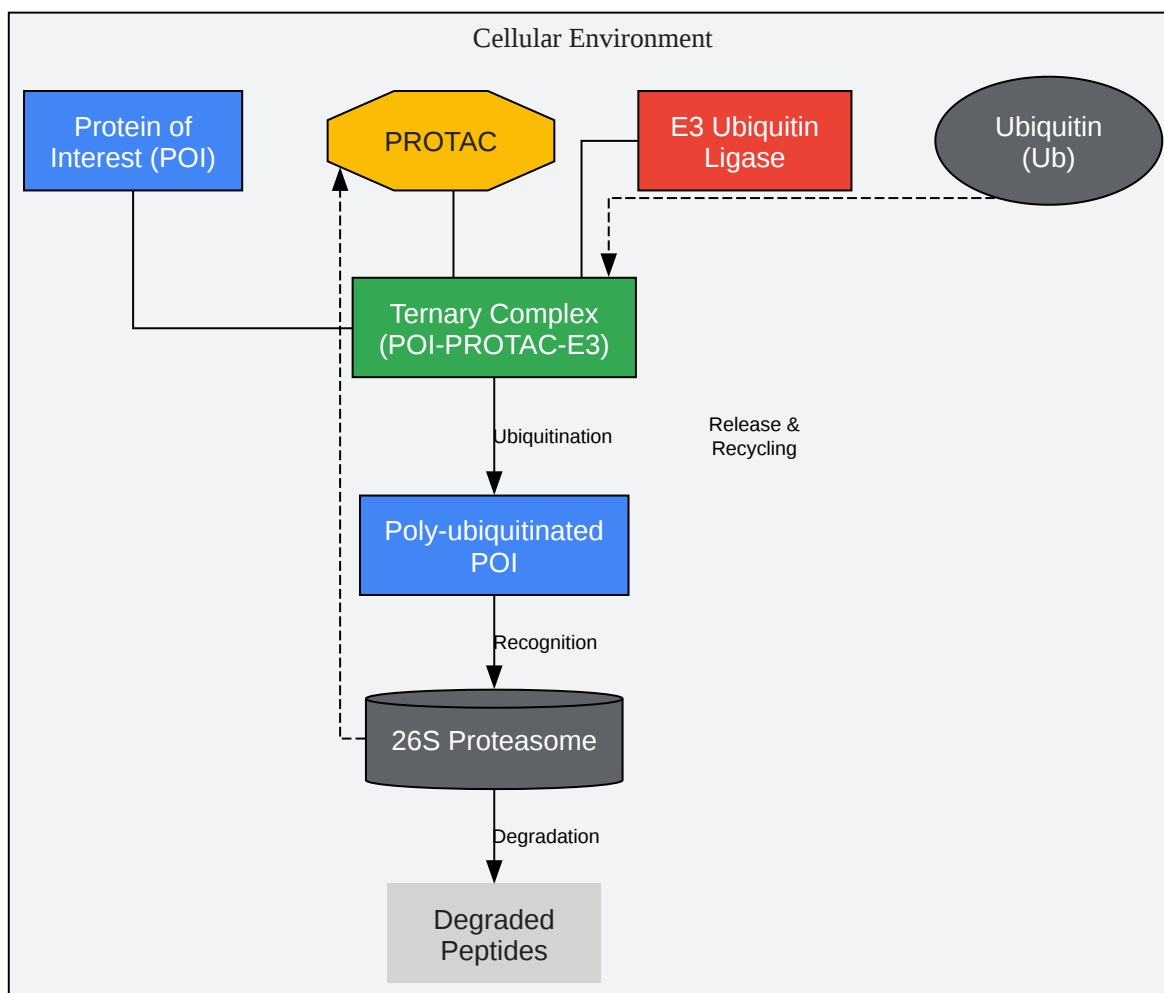 Cellular Environment
Protein of
Interest (POI)
PROTAC
E3 Ubiquitin
Ligase
Ubiquitin
(Ub)
Ternary Complex
(POI-PROTAC-E3)
Ubiquitination
Release &
Recycling
Poly-ubiquitinated
POI
Recognition
26S Proteasome
Degradation
Degraded
Peptides